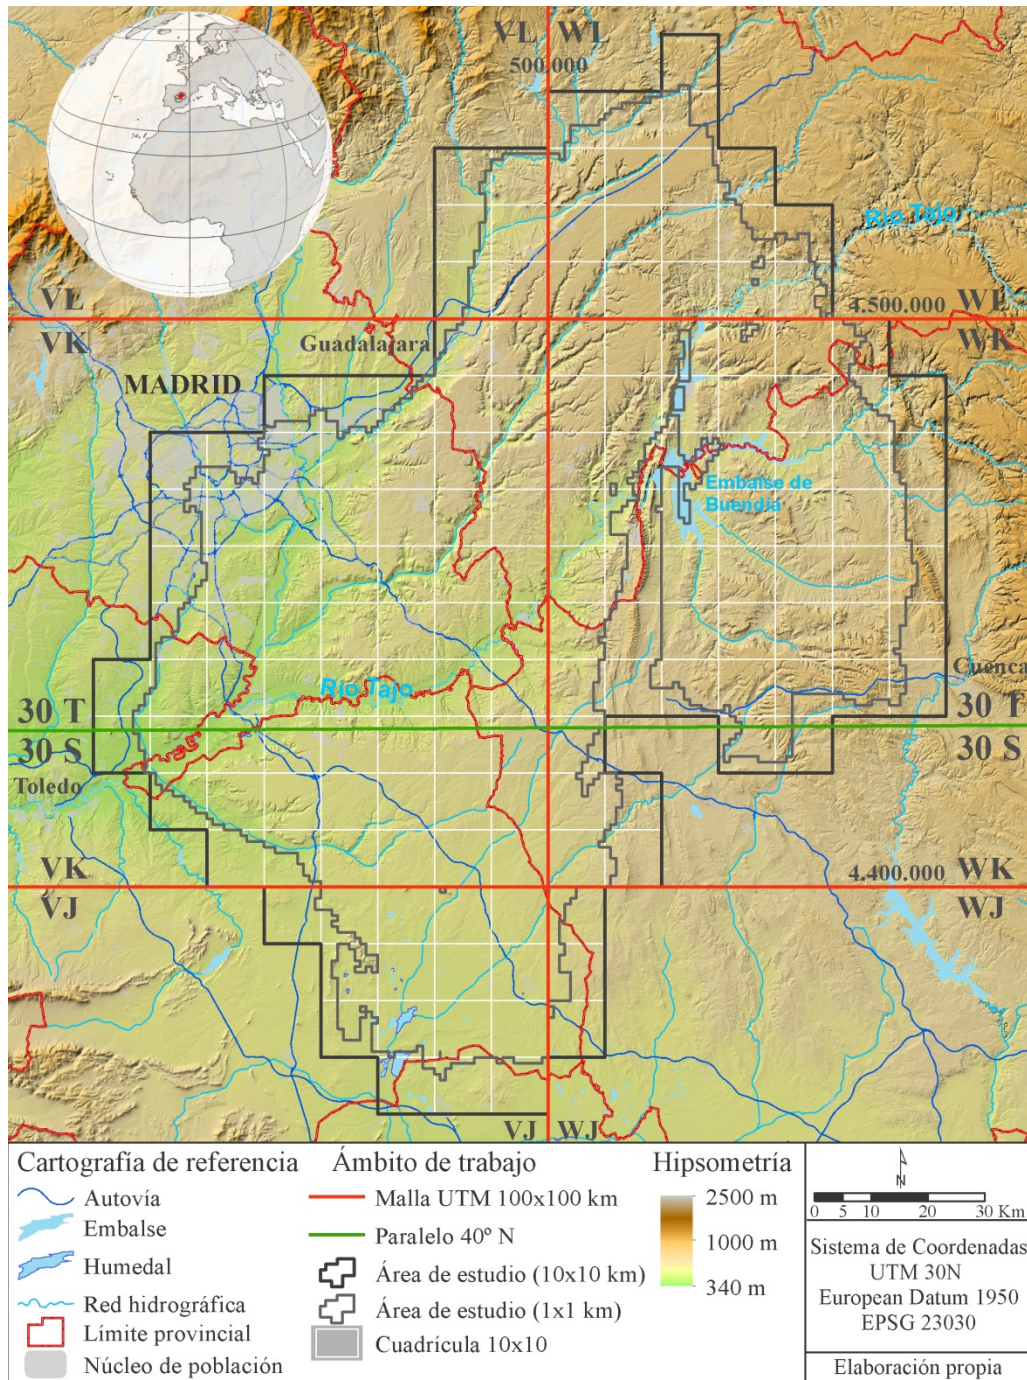 VL WL
500.000
Río Tajo
VL
4.500.000 WL
VK
Guadalajara
WK
MADRID
Embalse de
Buendía
Cuenca
Río Tajo
30 T
30 T
30 S
30 S
Toledo
VK
4.400.000 WK
VJ
WJ
VJ WJ
Cartografía de referencia
Autovía
Embalse
Humedal
Red hidrográfica
Límite provincial
Núcleo de población
Ámbito de trabajo
Malla UTM 100x100 km
Paralelo 40º N
Área de estudio (10x10 km)
Área de estudio (1x1 km)
Cuadrícula 10x10
Hipsometría
2500 m
1000 m
340 m
N
0 5 10 20 30 Km
Sistema de Coordenadas
UTM 30N
European Datum 1950
EPSG 23030
Elaboración propia